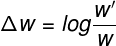 Δw = log w'/w